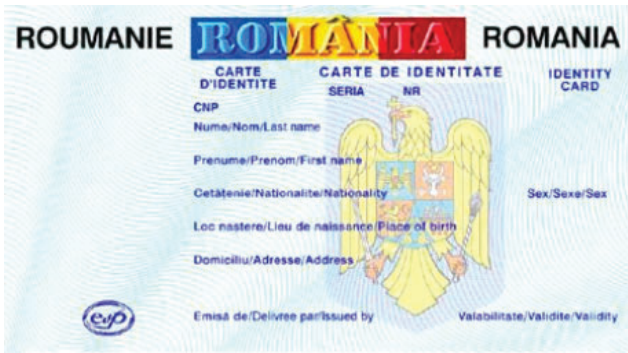 ROUMANIE ROMÂNIA ROMANIA
CARTE D'IDENTITE CARTE DE IDENTITATE IDENTITY CARD
SERIA NR
CNP
Nume/Nom/Last name
Prenume/Prenom/First name
Cetăţenie/Nationalite/Nationality Sex/Sexe/Sex
Loc naştere/Lieu de naissance/Place of birth
Domiciliu/Adresse/Address
Emisă de/Delivree par/Issued by Valabilitate/Validite/Validity